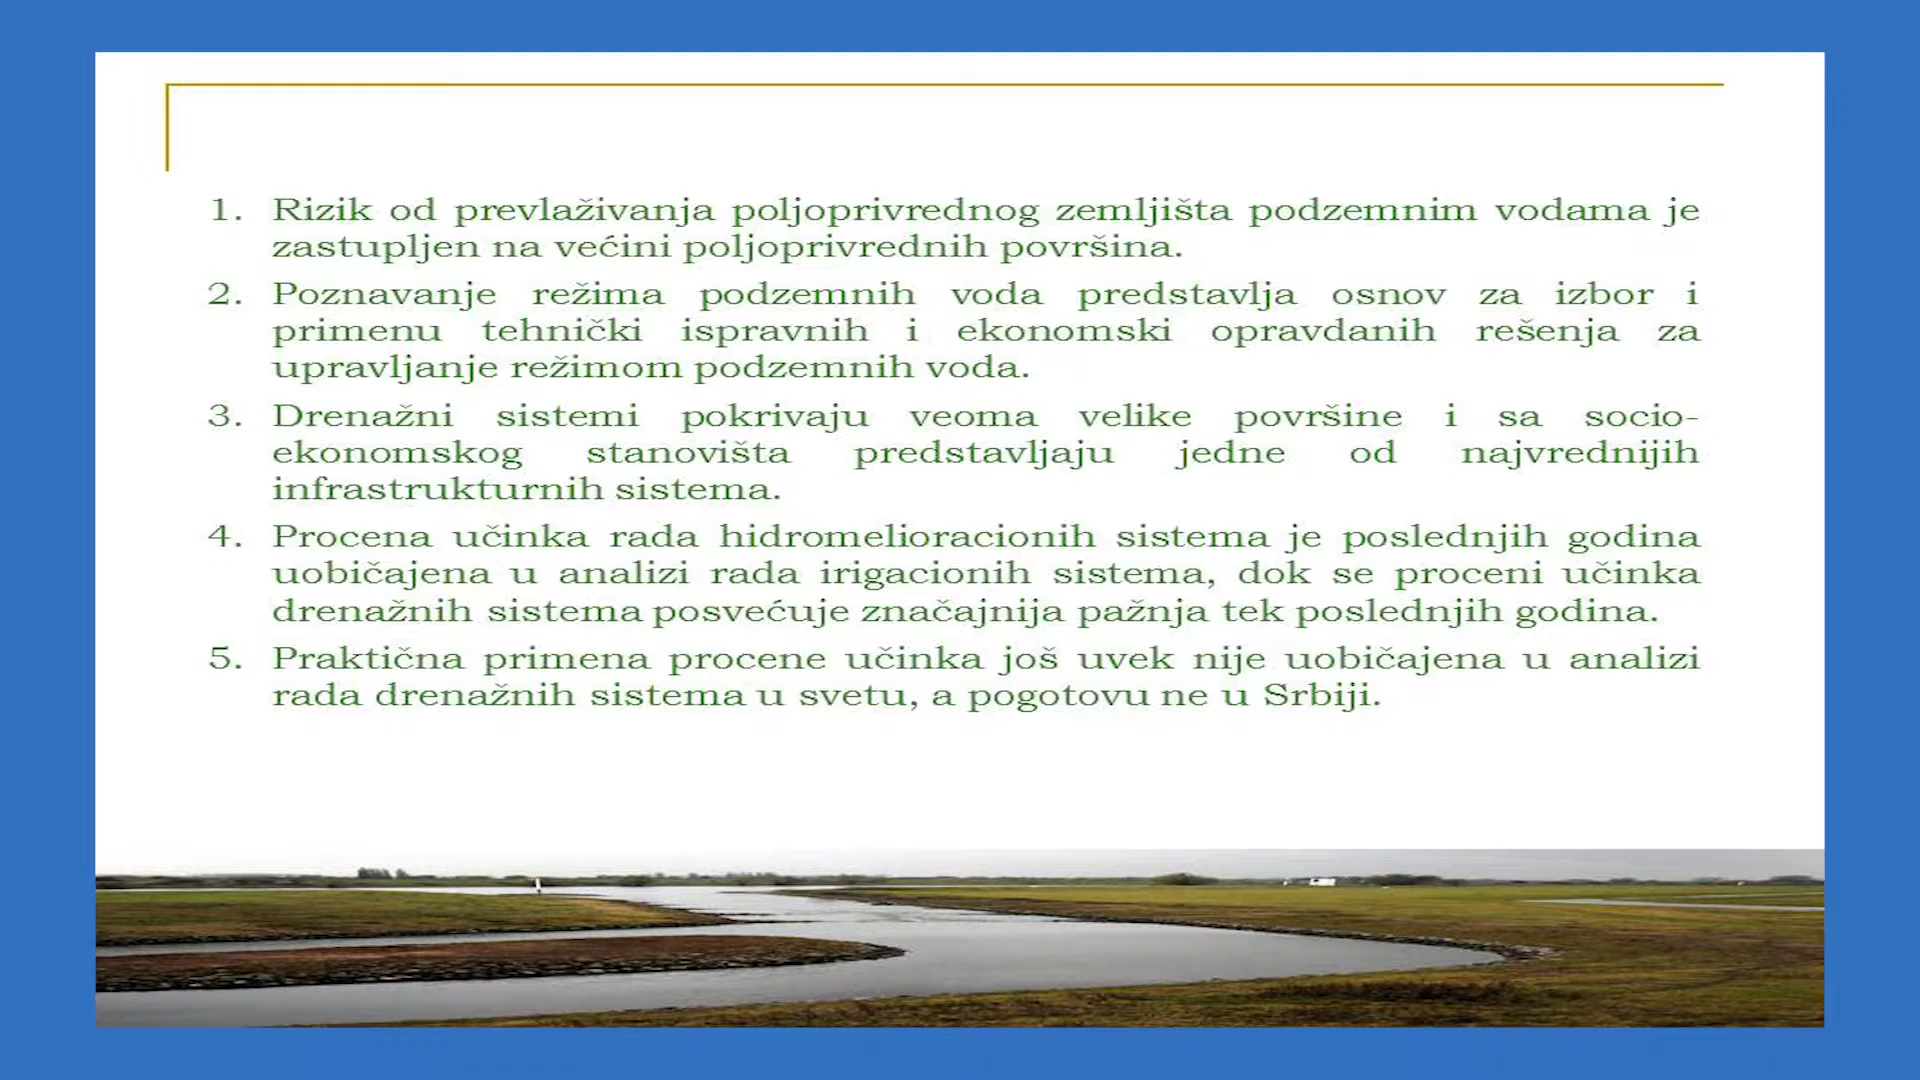 1. Rizik od prevlaživanja poljoprivrednog zemljišta podzemnim vodama je
zastupljen na većini poljoprivrednih površina.
2. Poznavanje režima podzemnih voda predstavlja osnov za izbor i
primenu tehnički ispravnih i ekonomski opravdanih rešenja za
upravljanje režimom podzemnih voda.
3. Drenažni sistemi pokrivaju veoma velike površine i sa socio-
ekonomskog stanovišta predstavljaju jedne od najvrednijih
infrastrukturnih sistema.
4. Procena učinka rada hidromelioracionih sistema je poslednjih godina
uobičajena u analizi rada irigacionih sistema, dok se proceni učinka
drenažnih sistema posvećuje značajnija pažnja tek poslednjih godina.
5. Praktična primena procene učinka još uvek nije uobičajena u analizi
rada drenažnih sistema u svetu, a pogotovu ne u Srbiji.